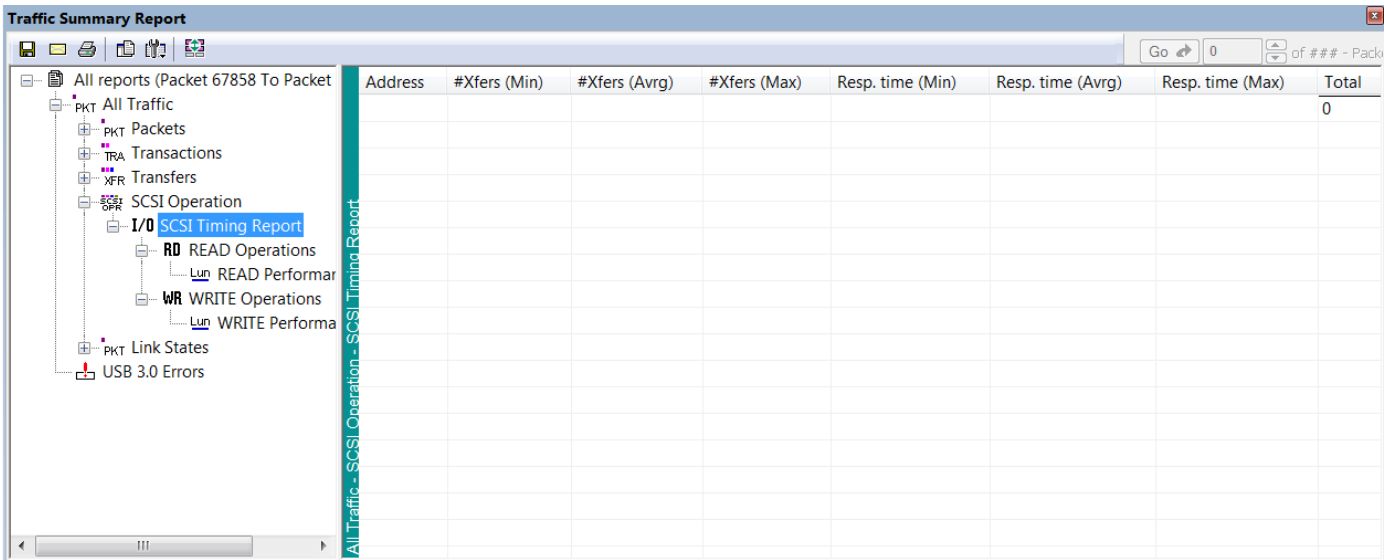 Traffic Summary Report
Go 0 of ### - Pack
All reports (Packet 67858 To Packet
PKT All Traffic
PKT Packets
TRA Transactions
XFR Transfers
SCSI OPR SCSI Operation
I/O SCSI Timing Report
RD READ Operations
Lun READ Performan
WR WRITE Operations
Lun WRITE Performa
PKT Link States
USB 3.0 Errors
All Traffic - SCSI Operation - SCSI Timing Report
Address #Xfers (Min) #Xfers (Avrg) #Xfers (Max) Resp. time (Min) Resp. time (Avrg) Resp. time (Max) Total
0